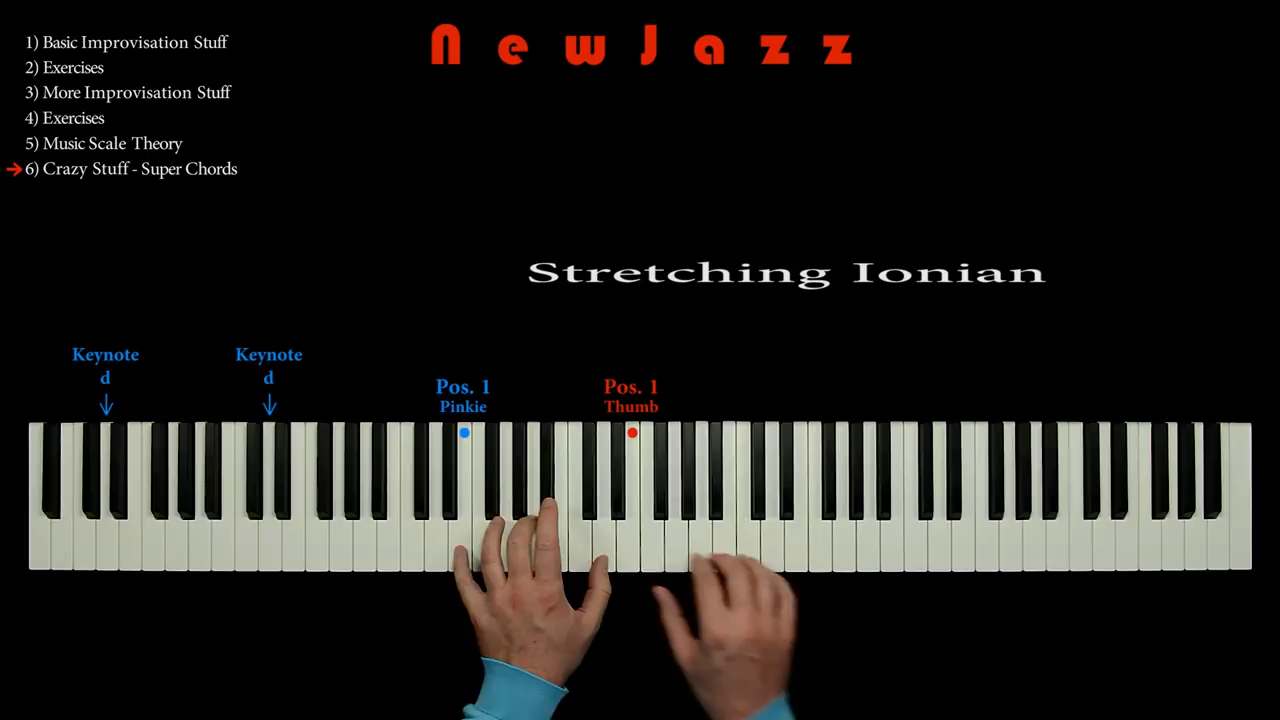 N e w J a z z
1) Basic Improvisation Stuff
2) Exercises
3) More Improvisation Stuff
4) Exercises
5) Music Scale Theory
6) Crazy Stuff - Super Chords
Stretching Ionian
Keynote
d
Keynote
d
Pos. 1
Pinkie
Pos. 1
Thumb